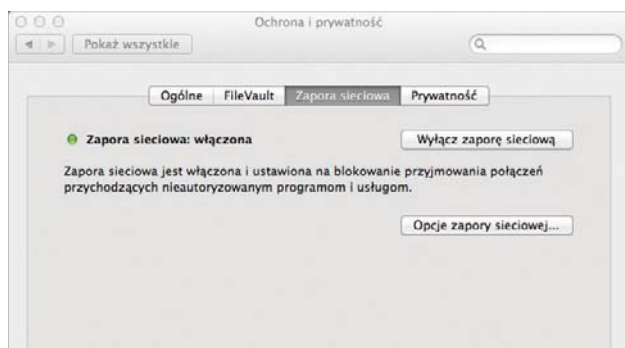 Ochrona i prywatność
Pokaż wszystkie
Ogólne FileVault Zapora sieciowa Prywatność
Zapora sieciowa: włączona Wyłącz zaporę sieciową
Zapora sieciowa jest włączona i ustawiona na blokowanie przyjmowania połączeń
przychodzących nieautoryzowanym programom i usługom.
Opcje zapory sieciowej...